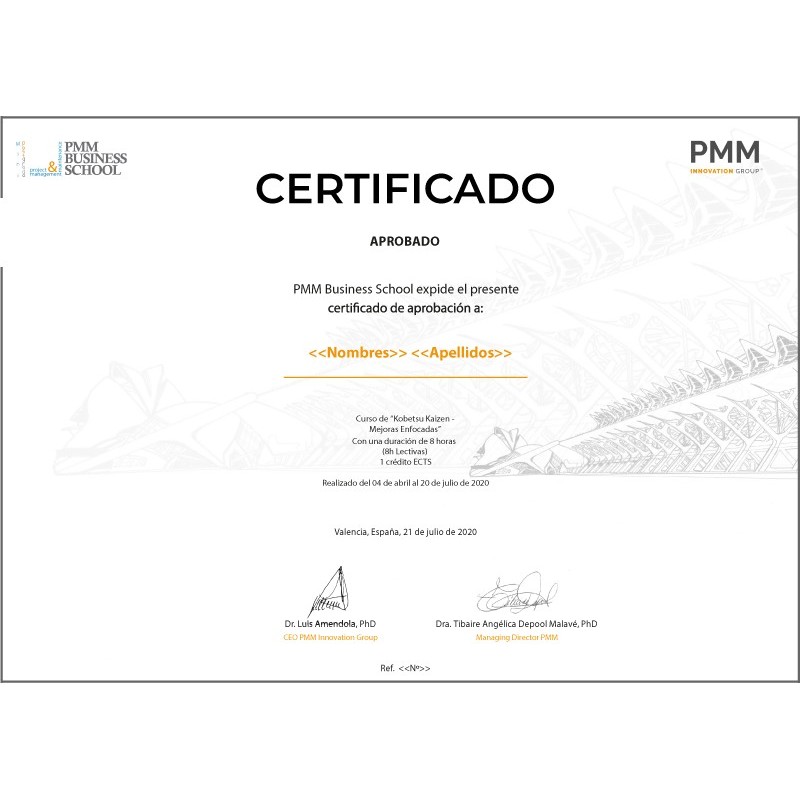 PMM
BUSINESS
SCHOOL
project
management
&
maintenance
PMM
INNOVATION GROUP
CERTIFICADO
APROBADO
PMM Business School expide el presente
certificado de aprobación a:
<<Nombres>> <<Apellidos>>
Curso de “Kobetsu Kaizen -
Mejoras Enfocadas”
Con una duración de 8 horas
(8h Lectivas)
1 crédito ECTS
Realizado del 04 de abril al 20 de julio de 2020
Valencia, España, 21 de julio de 2020
Dr. Luis Amendola, PhD
CEO PMM Innovation Group
Dra. Tibaire Angélica Depool Malavé, PhD
Managing Director PMM
Ref. <<Nº>>